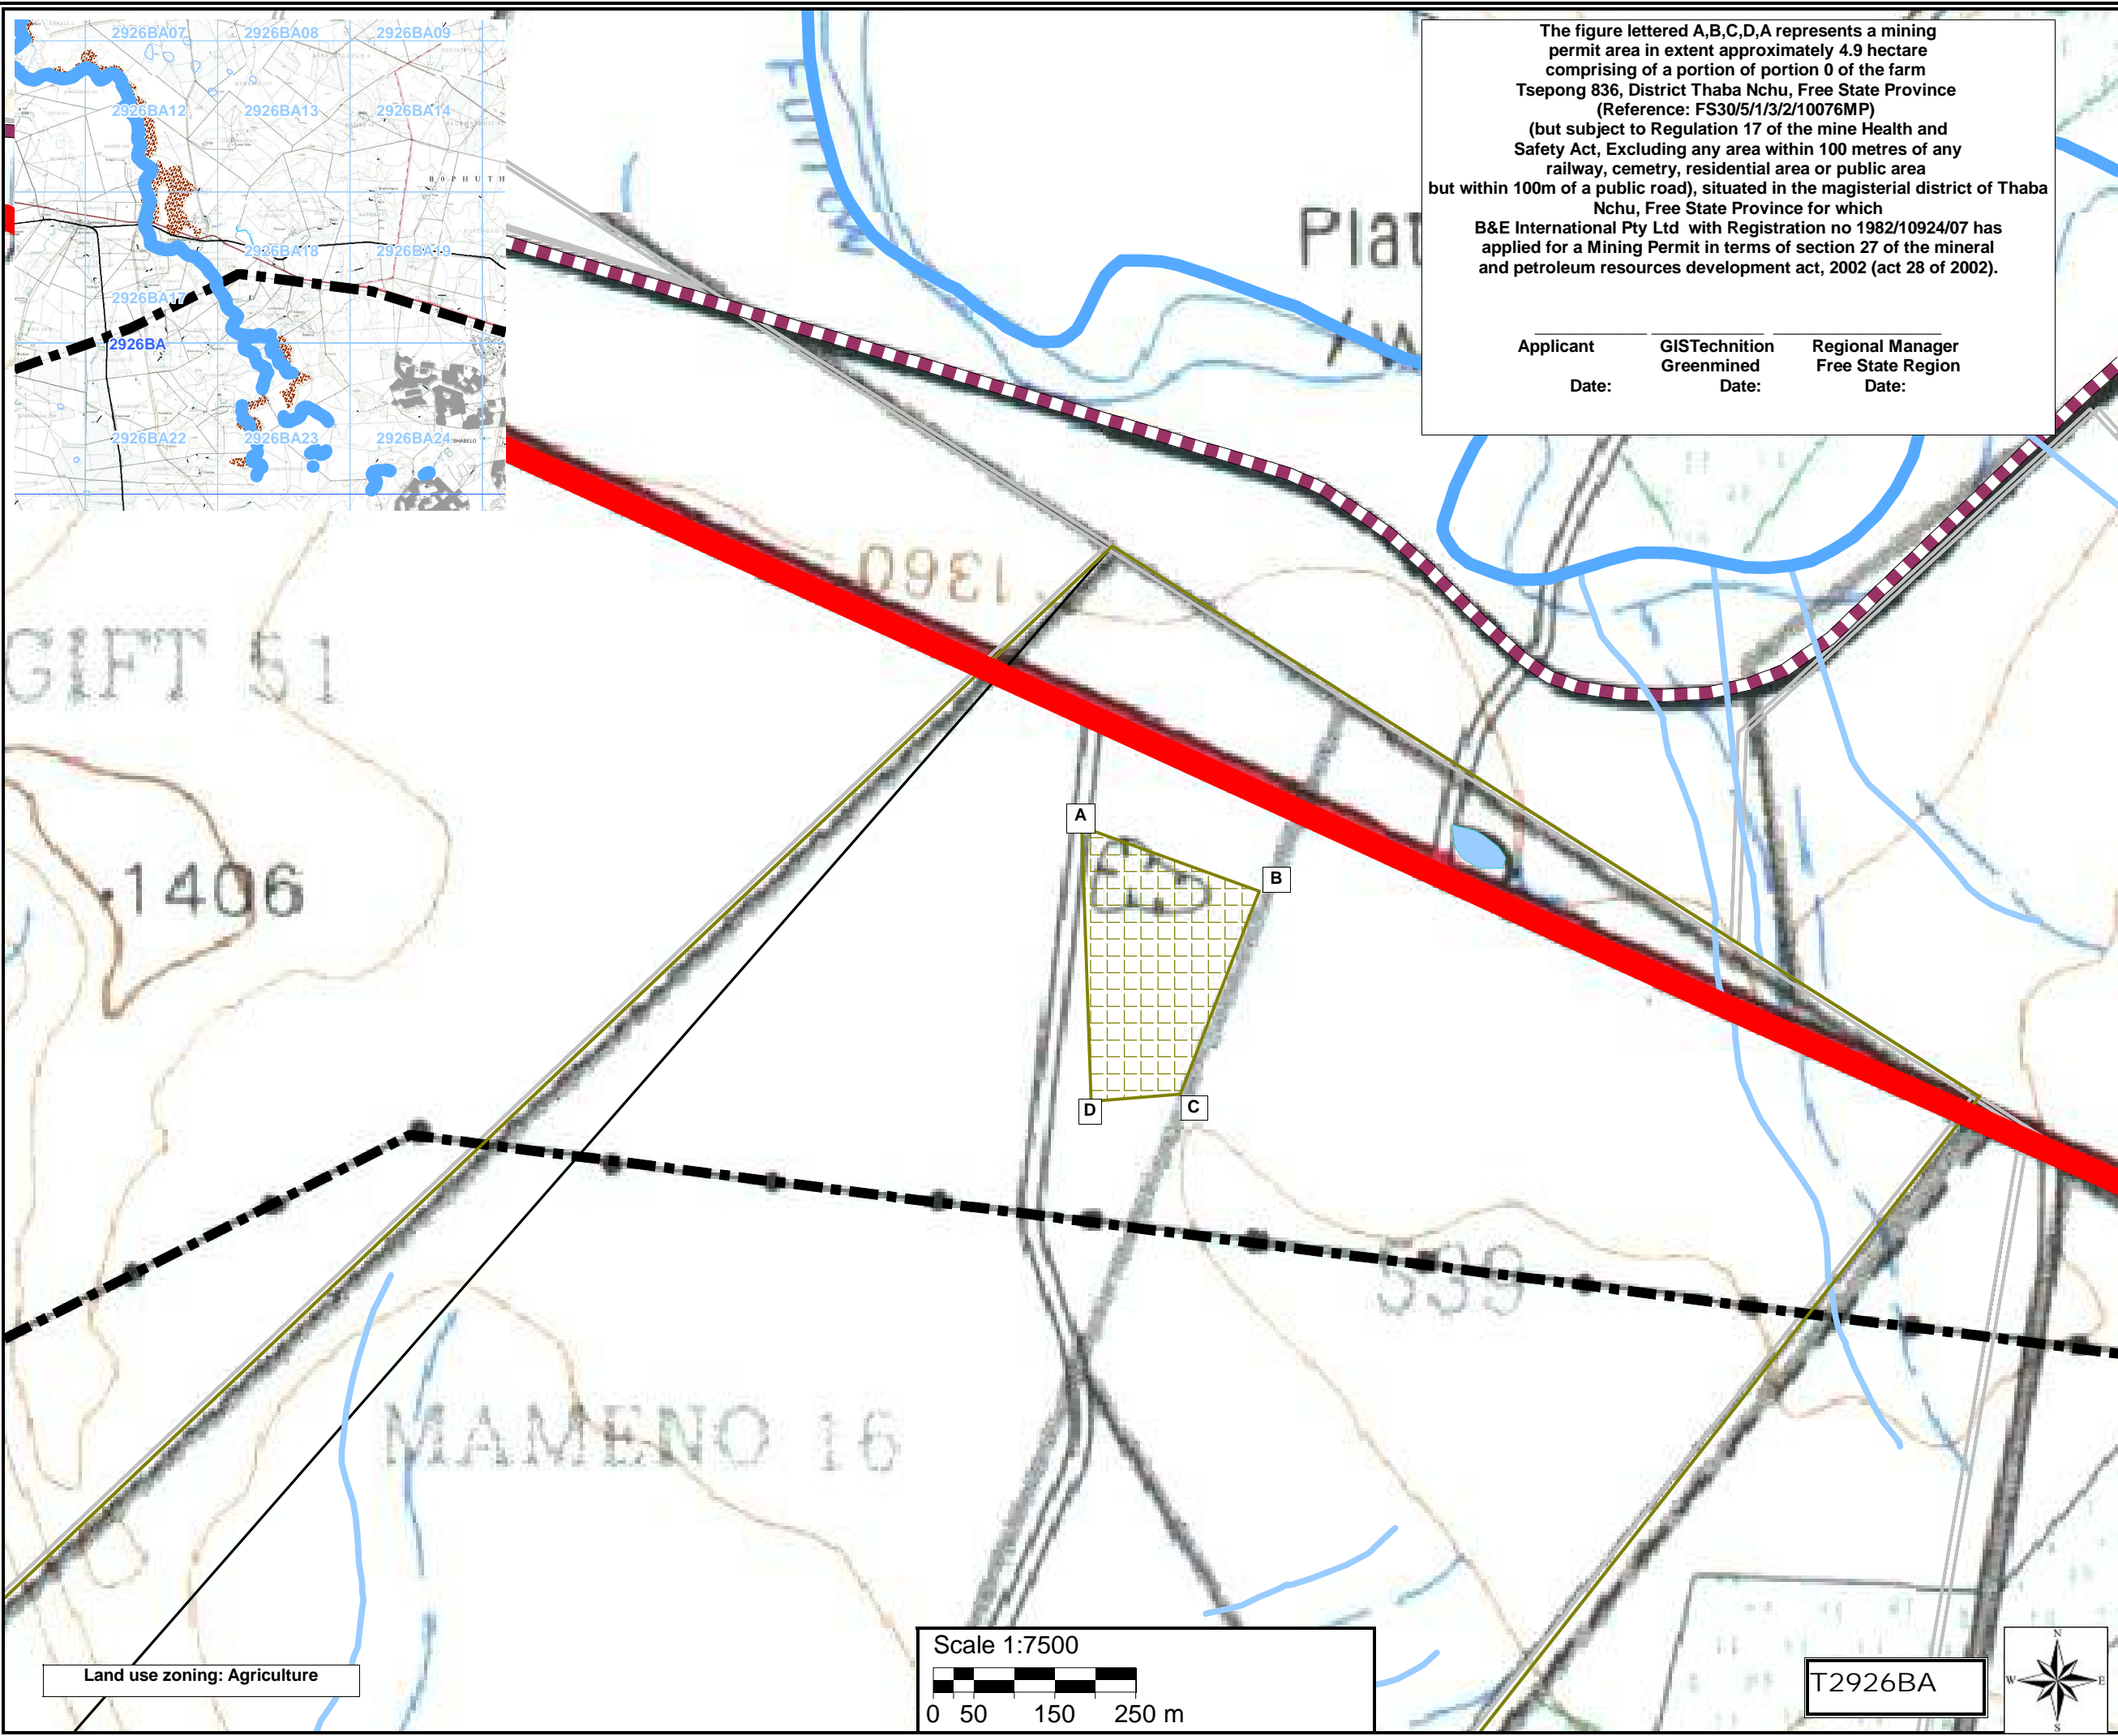 2926BA07 2926BA08 2926BA09
2926BA12 2926BA13 2926BA14
BOPHUTH
2926BA18 2926BA19
2926BA17
2926BA
2926BA22 2926BA23 2926BA24
HABELO
The figure lettered A,B,C,D,A represents a mining
permit area in extent approximately 4.9 hectare
comprising of a portion of portion 0 of the farm
Tsepong 836, District Thaba Nchu, Free State Province
(Reference: FS30/5/1/3/2/10076MP)
(but subject to Regulation 17 of the mine Health and
Safety Act, Excluding any area within 100 metres of any
railway, cemetry, residential area or public area
but within 100m of a public road), situated in the magisterial district of Thaba
Nchu, Free State Province for which
B&E International Pty Ltd with Registration no 1982/10924/07 has
applied for a Mining Permit in terms of section 27 of the mineral
and petroleum resources development act, 2002 (act 28 of 2002).
Applicant GISTechnition Regional Manager
Greenmined Free State Region
Date: Date: Date:
Furrow
Plat
1360
GIFT 51
1406
A
B
C
D
539
MAMENO 16
Land use zoning: Agriculture
Scale 1:7500
0 50 150 250 m
T2926BA
N
W E
S